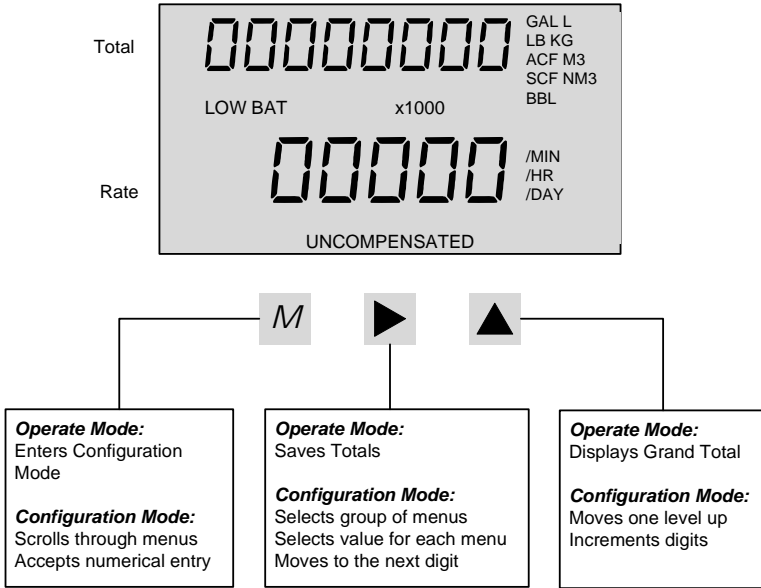 Total
00000000
GAL L
LB KG
ACF M3
SCF NM3
BBL
LOW BAT x1000
Rate
00000
/MIN
/HR
/DAY
UNCOMPENSATED
M
Operate Mode:
Enters Configuration
Mode
Configuration Mode:
Scrolls through menus
Accepts numerical entry
Operate Mode:
Saves Totals
Configuration Mode:
Selects group of menus
Selects value for each menu
Moves to the next digit
Operate Mode:
Displays Grand Total
Configuration Mode:
Moves one level up
Increments digits